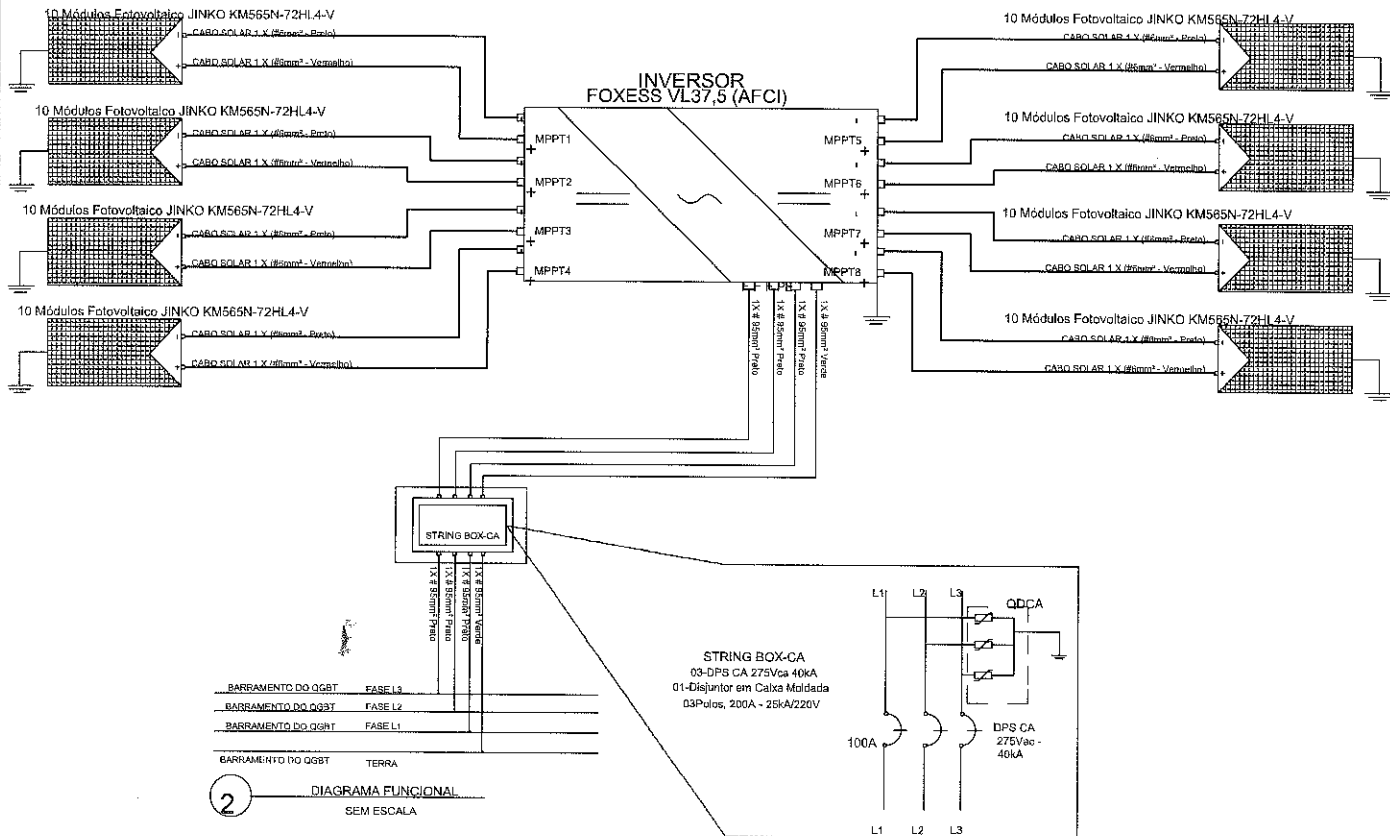 10 Módulos Fotovoltaico JINKO KM565N-72HL4-V
CABO SOLAR 1 X (#6mm² - Preto)
CABO SOLAR 1 X (#6mm² - Vermelho)
10 Módulos Fotovoltaico JINKO KM565N-72HL4-V
CABO SOLAR 1 X (#6mm² - Preto)
CABO SOLAR 1 X (#6mm² - Vermelho)
10 Módulos Fotovoltaico JINKO KM565N-72HL4-V
CABO SOLAR 1 X (#6mm² - Preto)
CABO SOLAR 1 X (#6mm² - Vermelho)
10 Módulos Fotovoltaico JINKO KM565N-72HL4-V
CABO SOLAR 1 X (#6mm² - Preto)
CABO SOLAR 1 X (#6mm² - Vermelho)
INVERSOR
FOXESS VL37,5 (AFCI)
MPPT1
MPPT2
MPPT3
MPPT4
MPPT5
MPPT6
MPPT7
MPPT8
10 Módulos Fotovoltaico JINKO KM565N-72HL4-V
CABO SOLAR 1 X (#6mm² - Preto)
CABO SOLAR 1 X (#6mm² - Vermelho)
10 Módulos Fotovoltaico JINKO KM565N-72HL4-V
CABO SOLAR 1 X (#6mm² - Preto)
CABO SOLAR 1 X (#6mm² - Vermelho)
10 Módulos Fotovoltaico JINKO KM565N-72HL4-V
CABO SOLAR 1 X (#6mm² - Preto)
CABO SOLAR 1 X (#6mm² - Vermelho)
10 Módulos Fotovoltaico JINKO KM565N-72HL4-V
CABO SOLAR 1 X (#6mm² - Preto)
CABO SOLAR 1 X (#6mm² - Vermelho)
1X # 95mm² Preto
1X # 95mm² Preto
1X # 95mm² Preto
1X # 95mm² Verde
STRING BOX-CA
1X # 95mm² Preto
1X # 95mm² Preto
1X # 95mm² Preto
1X # 95mm² Verde
BARRAMENTO DO QGBT FASE L3
BARRAMENTO DO QGBT FASE L2
BARRAMENTO DO QGBT FASE L1
BARRAMENTO DO QGBT TERRA
2 DIAGRAMA FUNCIONAL
SEM ESCALA
STRING BOX-CA
03-DPS CA 275Vca 40kA
01-Disjuntor em Caixa Moldada
03Polos, 200A - 25kA/220V
L1 L2 L3
QDCA
100A
DPS CA
275Vac -
40kA
L1 L2 L3